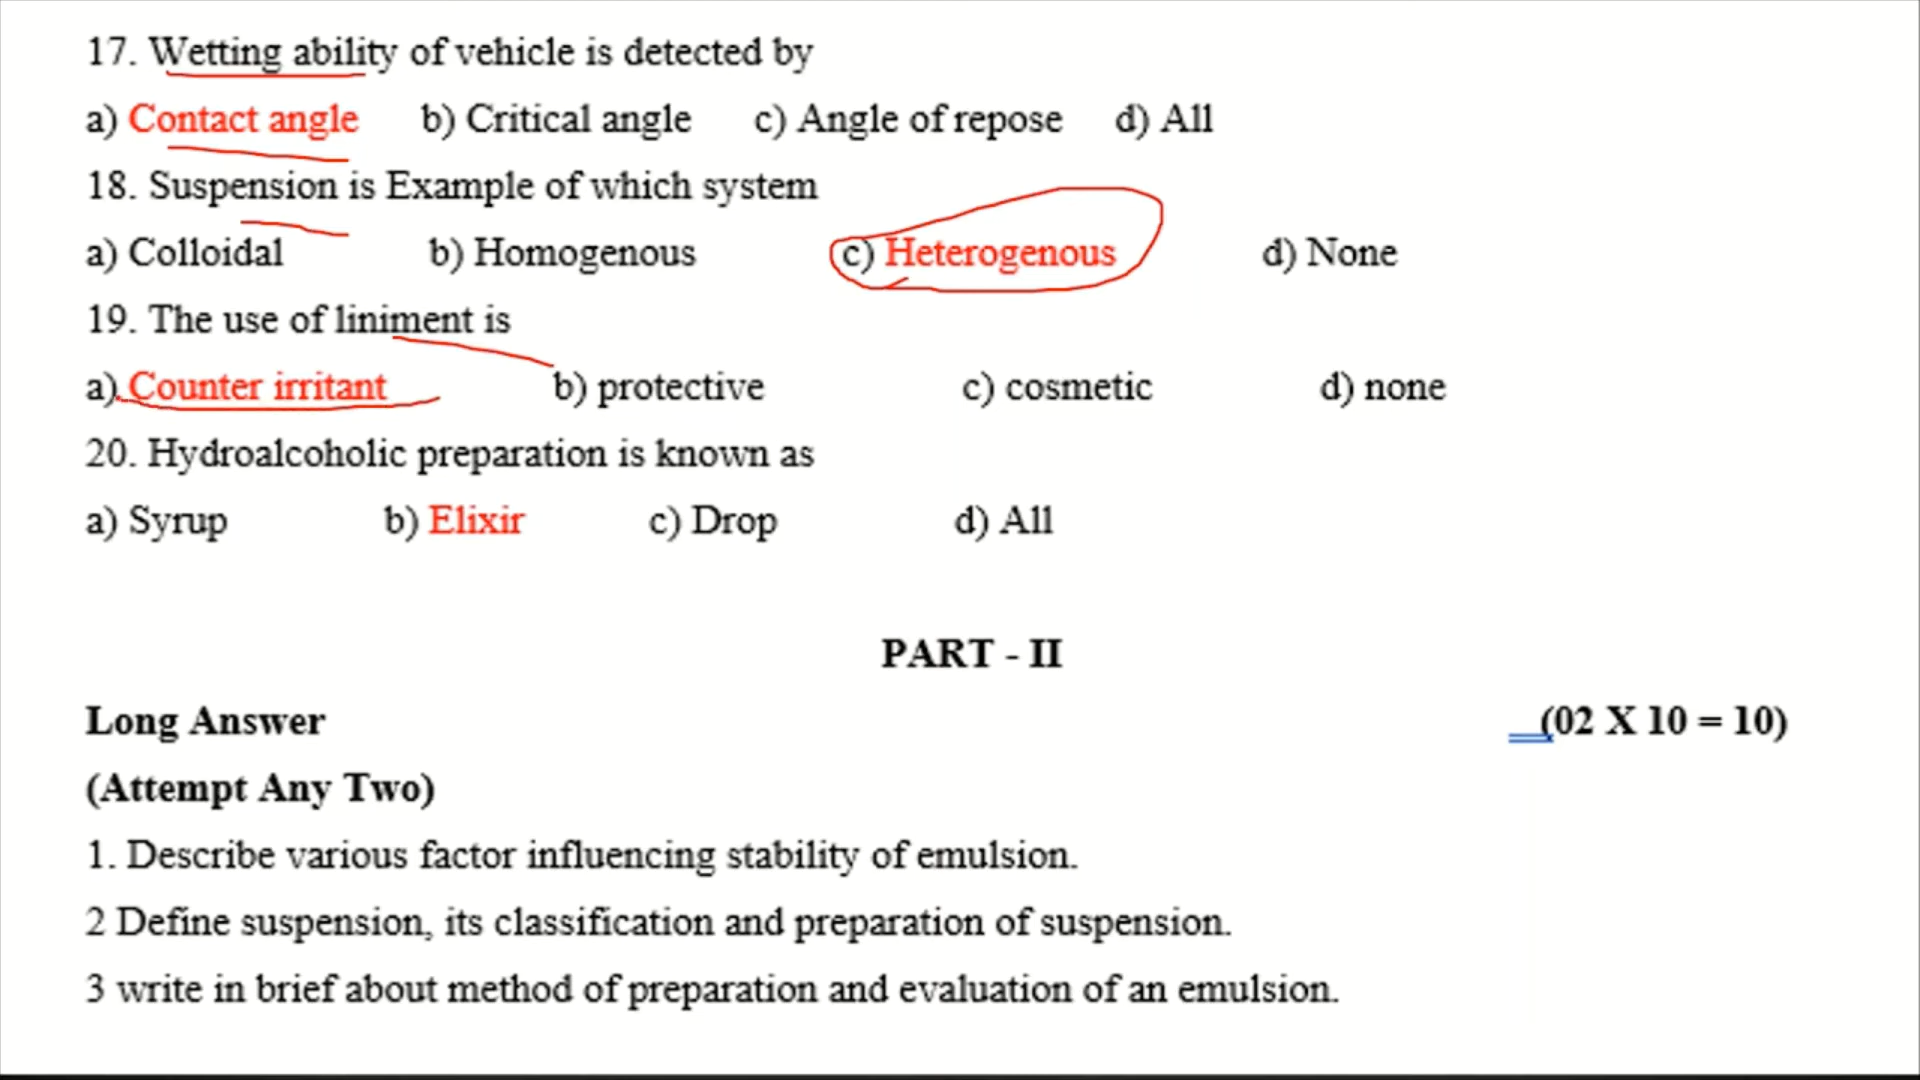 17. Wetting ability of vehicle is detected by
a) Contact angle b) Critical angle c) Angle of repose d) All
18. Suspension is Example of which system
a) Colloidal b) Homogenous c) Heterogenous d) None
19. The use of liniment is
a). Counter irritant b) protective c) cosmetic d) none
20. Hydroalcoholic preparation is known as
a) Syrup b) Elixir c) Drop d) All
PART - II
Long Answer (02 X 10 = 10)
(Attempt Any Two)
1. Describe various factor influencing stability of emulsion.
2 Define suspension, its classification and preparation of suspension.
3 write in brief about method of preparation and evaluation of an emulsion.